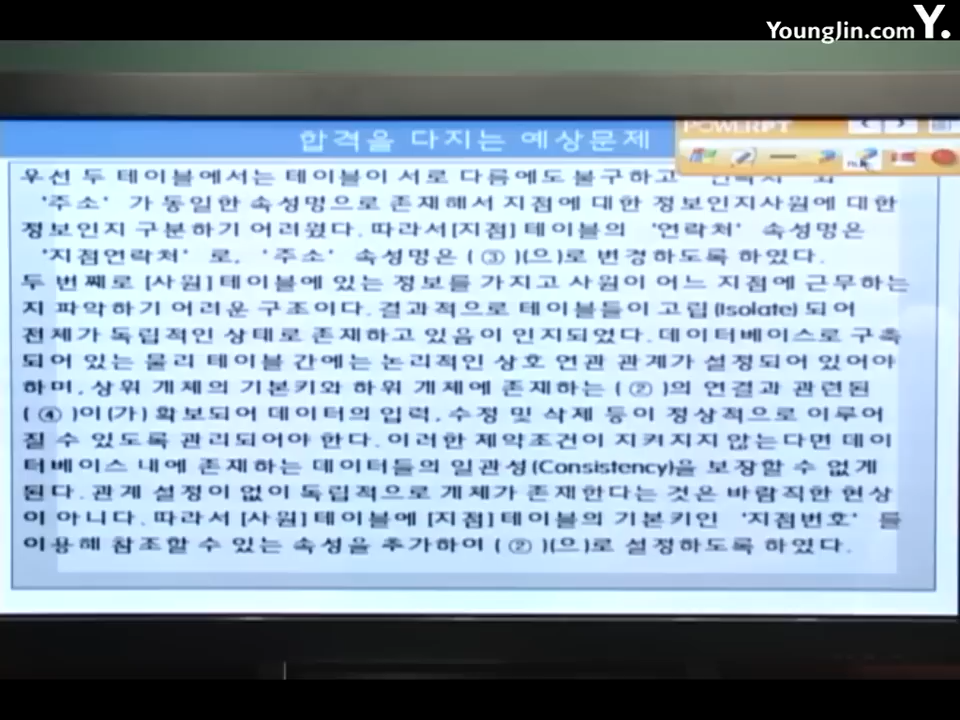 YoungJin.com Y.
합격을 다지는 예상문제
POWERPT
우선 두 테이블에서는 테이블이 서로 다름에도 불구하고
'주소' 가 동일한 속성명으로 존재해서 지점에 대한 정보인지사원에 대한
정보인지 구분하기 어려웠다. 따라서[지점] 테이블의 '연락처' 속성명은
'지점연락처' 로, '주소' 속성명은 ( ③ )(으)로 변경하도록 하였다.
두 번째로 [사원] 테이블에 있는 정보를 가지고 사원이 어느 지점에 근무하는
지 파악하기 어려운 구조이다. 결과적으로 테이블들이 고립(Isolate) 되어
전체가 독립적인 상태로 존재하고 있음이 인지되었다. 데이터베이스로 구축
되어 있는 물리 테이블 간에는 논리적인 상호 연관 관계가 설정되어 있어야
하며, 상위 개체의 기본키와 하위 개체에 존재하는 ( ② )의 연결과 관련된
( ④ )이 (가) 확보되어 데이터의 입력, 수정 및 삭제 등이 정상적으로 이루어
질 수 있도록 관리되어야 한다. 이러한 제약조건이 지켜지지 않는다면 데이
터베이스 내에 존재하는 데이터들의 일관성(Consistency)을 보장할 수 없게
된다. 관계 설정이 없이 독립적으로 개체가 존재한다는 것은 바람직한 현상
이 아니다. 따라서 [사원] 테이블에 [지점] 테이블의 기본키인 '지점번호' 를
이용해 참조할 수 있는 속성을 추가하여 ( ② )(으)로 설정하도록 하였다.